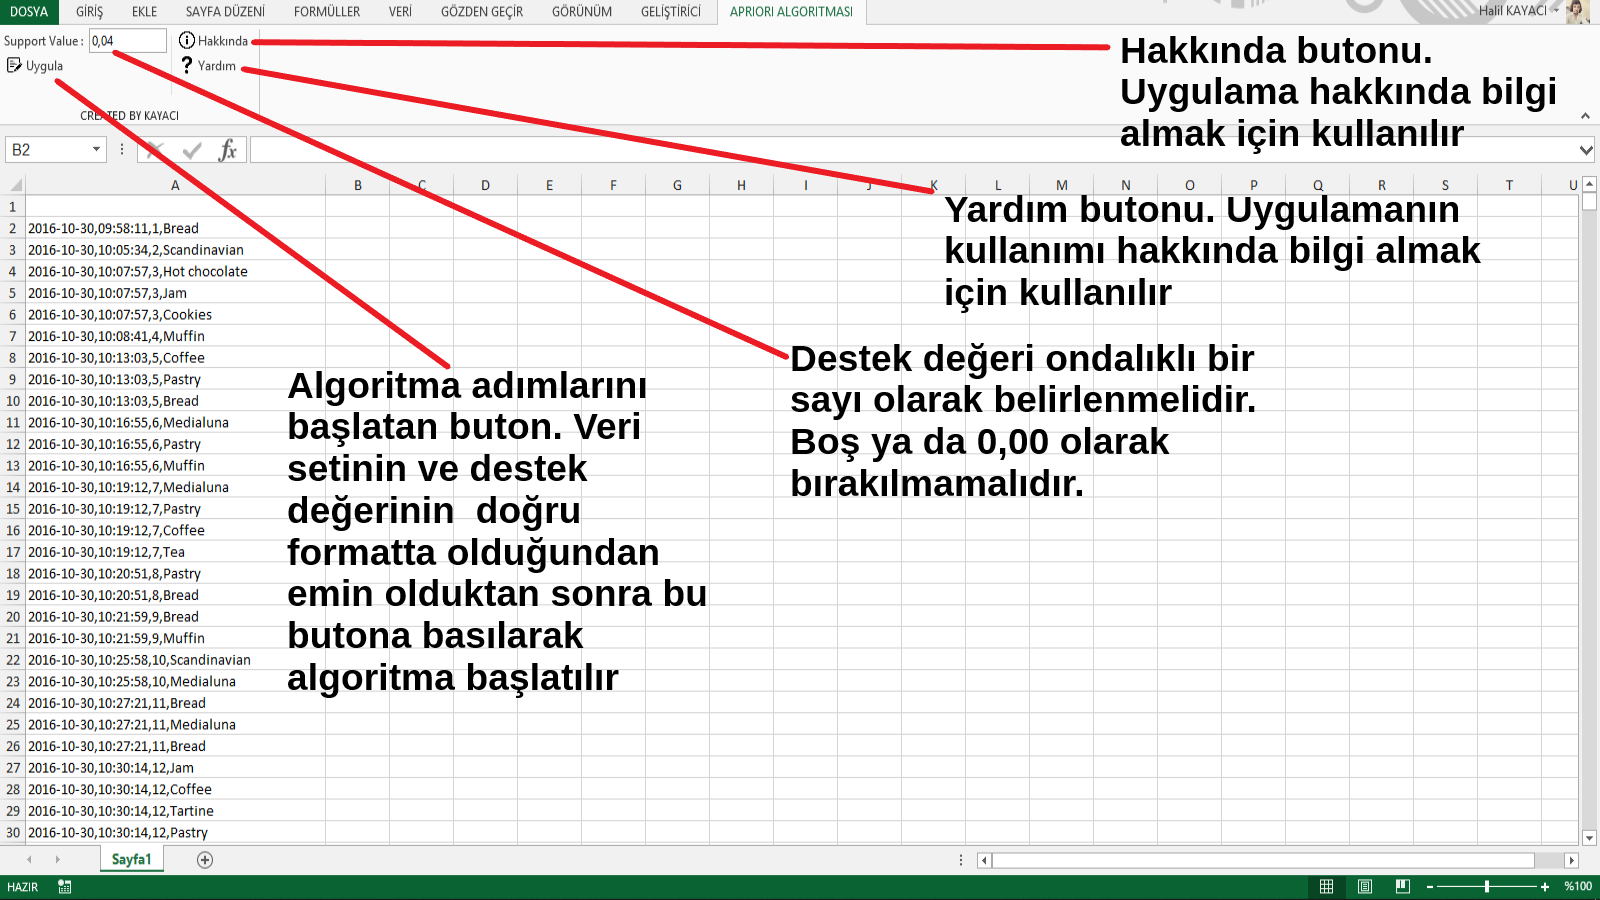 DOSYA GİRİŞ EKLE SAYFA DÜZENİ FORMÜLLER VERİ GÖZDEN GEÇİR GÖRÜNÜM GELİŞTİRİCİ APRIORI ALGORITMASI Halil KAYACI
Support Value : 0,04 Hakkında
Uygula Yardım
CREATED BY KAYACI
Hakkında butonu.
Uygulama hakkında bilgi
almak için kullanılır
B2 fx
A B C D E F G H I J K L M N O P Q R S T U
Yardım butonu. Uygulamanın
kullanımı hakkında bilgi almak
için kullanılır
Destek değeri ondalıklı bir
sayı olarak belirlenmelidir.
Boş ya da 0,00 olarak
bırakılmamalıdır.
Algoritma adımlarını
başlatan buton. Veri
setinin ve destek
değerinin  doğru
formatta olduğundan
emin olduktan sonra bu
butona basılarak
algoritma başlatılır
1
2 2016-10-30,09:58:11,1,Bread
3 2016-10-30,10:05:34,2,Scandinavian
4 2016-10-30,10:07:57,3,Hot chocolate
5 2016-10-30,10:07:57,3,Jam
6 2016-10-30,10:07:57,3,Cookies
7 2016-10-30,10:08:41,4,Muffin
8 2016-10-30,10:13:03,5,Coffee
9 2016-10-30,10:13:03,5,Pastry
10 2016-10-30,10:13:03,5,Bread
11 2016-10-30,10:16:55,6,Medialuna
12 2016-10-30,10:16:55,6,Pastry
13 2016-10-30,10:16:55,6,Muffin
14 2016-10-30,10:19:12,7,Medialuna
15 2016-10-30,10:19:12,7,Pastry
16 2016-10-30,10:19:12,7,Coffee
17 2016-10-30,10:19:12,7,Tea
18 2016-10-30,10:20:51,8,Pastry
19 2016-10-30,10:20:51,8,Bread
20 2016-10-30,10:21:59,9,Bread
21 2016-10-30,10:21:59,9,Muffin
22 2016-10-30,10:25:58,10,Scandinavian
23 2016-10-30,10:25:58,10,Medialuna
24 2016-10-30,10:27:21,11,Bread
25 2016-10-30,10:27:21,11,Medialuna
26 2016-10-30,10:27:21,11,Bread
27 2016-10-30,10:30:14,12,Jam
28 2016-10-30,10:30:14,12,Coffee
29 2016-10-30,10:30:14,12,Tartine
30 2016-10-30,10:30:14,12,Pastry
Sayfa1
HAZIR %100